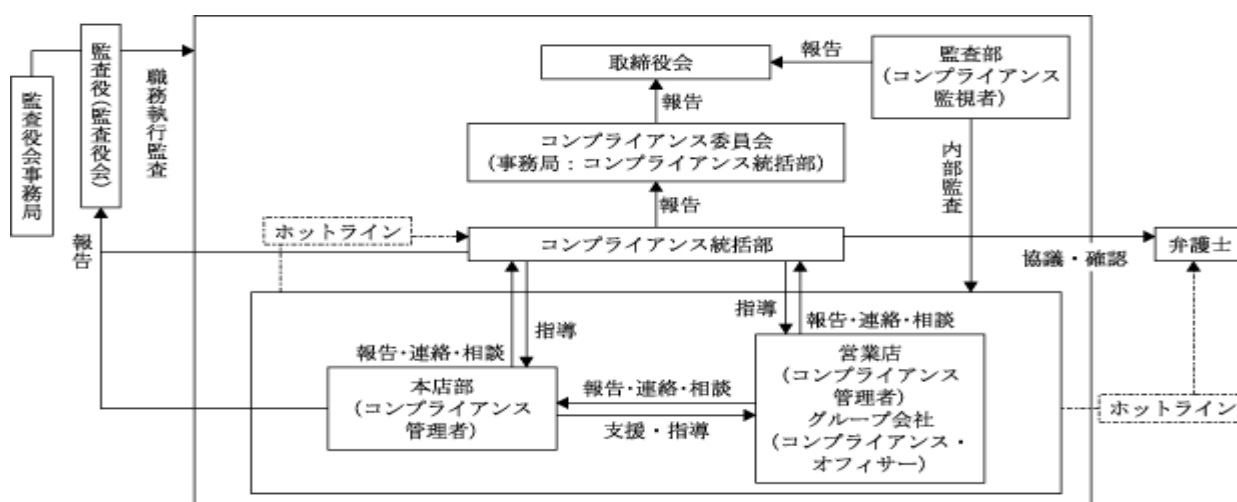 監査役会事務局
監査役(監査役会)
職務執行監査
報告
取締役会
報告
監査部
(コンプライアンス
監視者)
報告
コンプライアンス委員会
(事務局:コンプライアンス統括部)
内部監査
報告
ホットライン
コンプライアンス統括部
協議・確認
弁護士
指導
報告・連絡・相談
指導
報告・連絡・相談
本店部
(コンプライアンス
管理者)
報告・連絡・相談
支援・指導
営業店
(コンプライアンス
管理者)
グループ会社
(コンプライアンス・
オフィサー)
ホットライン